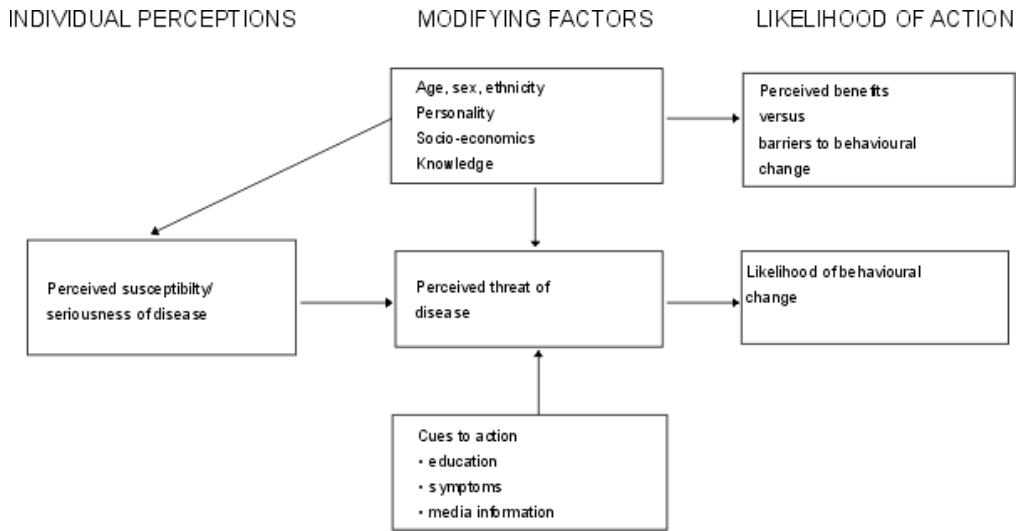 INDIVIDUAL PERCEPTIONS
MODIFYING FACTORS
LIKELIHOOD OF ACTION
Age, sex, ethnicity
Personality
Socio-economics
Knowledge
Perceived benefits
versus
barriers to behavioural
change
Perceived susceptibilty/
seriousness of disease
Perceived threat of
disease
Likelihood of behavioural
change
Cues to action
• education
• symptoms
• media information